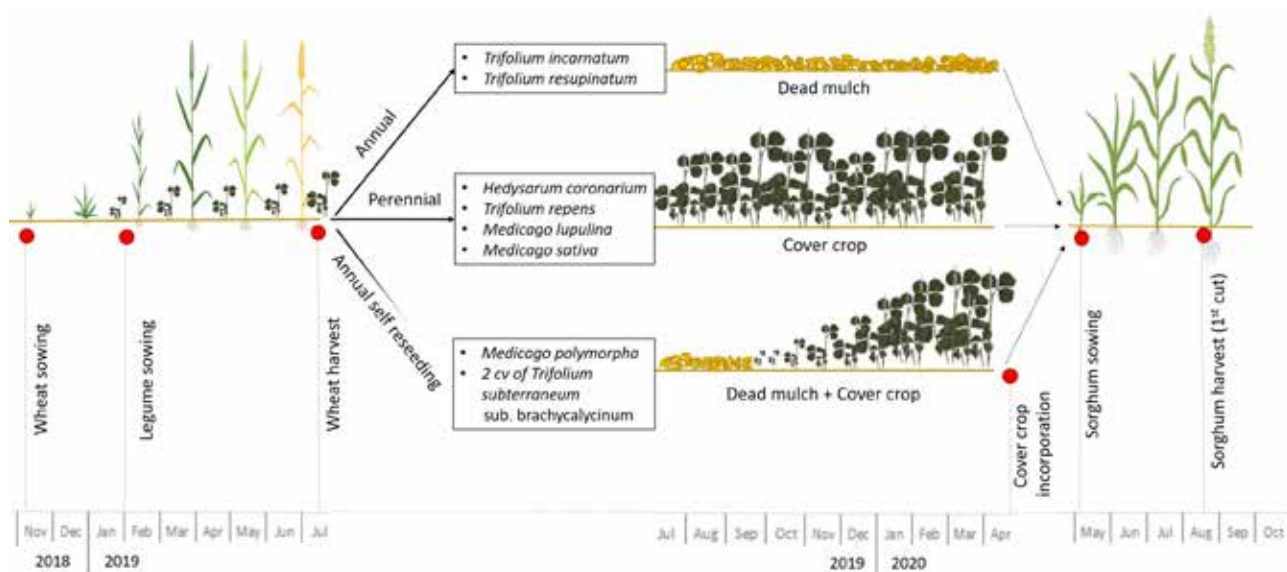 Annual
• Trifolium incarnatum
• Trifolium resupinatum
Dead mulch
Perennial
• Hedysarum coronarium
• Trifolium repens
• Medicago lupulina
• Medicago sativa
Cover crop
Annual self reseeding
• Medicago polymorpha
• 2 cv of Trifolium
subterraneum
sub. brachycalycinum
Dead mulch + Cover crop
Wheat sowing
Legume sowing
Wheat harvest
Cover crop
incorporation
Sorghum sowing
Sorghum harvest (1st cut)
Nov Dec Jan Feb Mar Apr May Jun Jul
2018 2019
Jul Aug Sep Oct Nov Dec Jan Feb Mar Apr
2019 2020
May Jun Jul Aug Sep Oct